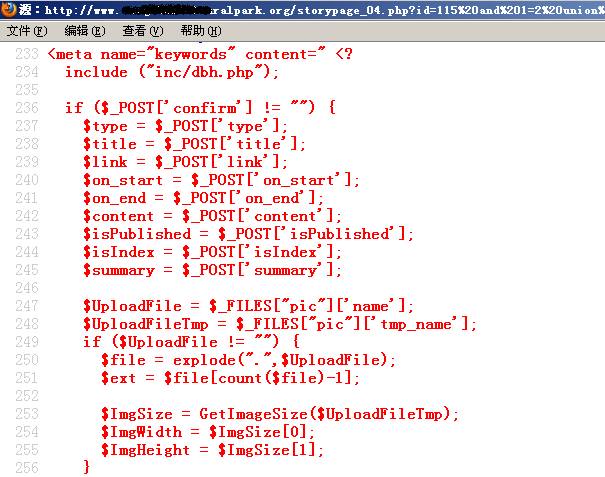 源: http://www. ralpark.org/storypage_04.php?id=115%20and%201=2%20union%
文件(F) 编辑(E) 查看(V) 帮助(H)
233 <meta name="keywords" content=" <?
234 include ("inc/dbh.php");
235
236 if ($_POST['confirm'] != "") {
237 $type = $_POST['type'];
238 $title = $_POST['title'];
239 $link = $_POST['link'];
240 $on_start = $_POST['on_start'];
241 $on_end = $_POST['on_end'];
242 $content = $_POST['content'];
243 $isPublished = $_POST['isPublished'];
244 $isIndex = $_POST['isIndex'];
245 $summary = $_POST['summary'];
246
247 $UploadFile = $_FILES["pic"]['name'];
248 $UploadFileTmp = $_FILES["pic"]['tmp_name'];
249 if ($UploadFile != "") {
250 $file = explode(".",$UploadFile);
251 $ext = $file[count($file)-1];
252
253 $ImgSize = GetImageSize($UploadFileTmp);
254 $ImgWidth = $ImgSize[0];
255 $ImgHeight = $ImgSize[1];
256 }